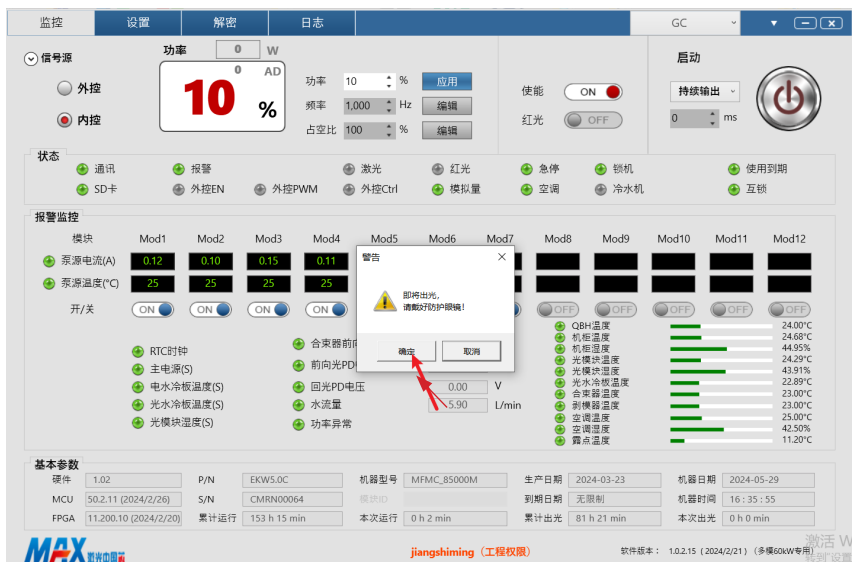 监控 设置 解密 日志 GC
信号源 功率 0 W 启动
外控 10 % 0 AD 功率 10 % 应用 使能 ON 持续输出
内控 频率 1,000 Hz 编辑 红光 OFF 0 ms
占空比 100 % 编辑
状态
通讯 报警 激光 红光 急停 锁机 使用到期
SD卡 外控EN 外控PWM 外控Ctrl 模拟量 空调 冷水机 互锁
报警监控
模块 Mod1 Mod2 Mod3 Mod4 Mod5 Mod6 Mod7 Mod8 Mod9 Mod10 Mod11 Mod12
泵源电流(A) 0.12 0.10 0.15 0.11
泵源温度(°C) 25 25 25 25
开/关 ON ON ON ON OFF OFF OFF OFF OFF
警告
即将出光，
请戴好防护眼镜！
确定 取消
RTC时钟 合束器前向
主电源(S) 前向光PD
电水冷板温度(S) 回光PD电压 0.00 V
光水冷板温度(S) 水流量 5.90 L/min
光模块湿度(S) 功率异常
QBH温度 24.00°C
机柜温度 24.68°C
机柜湿度 44.95%
光模块温度 24.29°C
光模块湿度 43.91%
光水冷板温度 22.89°C
合束器温度 23.00°C
剥模器温度 23.00°C
空调温度 25.00°C
空调湿度 42.50%
露点温度 11.20°C
基本参数
硬件 1.02 P/N EKW5.0C 机器型号 MFMC_85000M 生产日期 2024-03-23 机器日期 2024-05-29
MCU 50.2.11 (2024/2/26) S/N CMRN00064 模块ID 到期日期 无限制 机器时间 16:35:55
FPGA 11.200.10 (2024/2/20) 累计运行 153 h 15 min 本次运行 0 h 2 min 累计出光 81 h 21 min 本次出光 0 h 0 min
MAX 激光中国芯 jiangshiming（工程权限） 软件版本： 1.0.2.15 (2024/2/21) （多模60kW专用）
激活 W
转到"设置